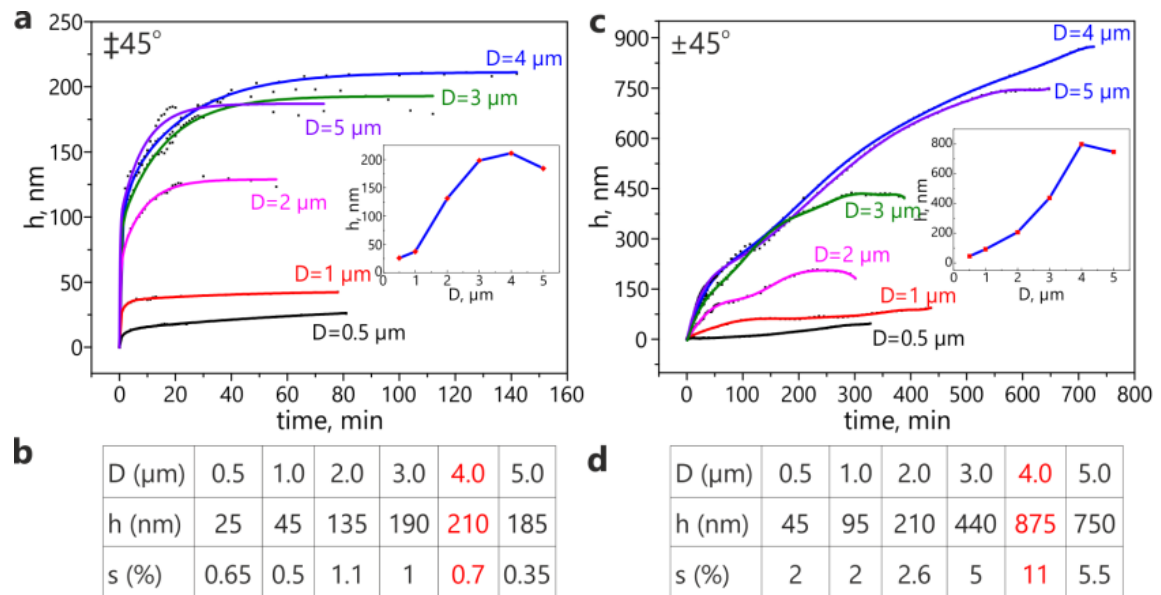 a
‡45°
h, nm
250
200
150
100
50
0
0 20 40 60 80 100 120 140 160
time, min
D=4 µm
D=3 µm
D=5 µm
D=2 µm
D=1 µm
D=0.5 µm
h, nm
200
150
100
50
0
0 1 2 3 4 5
D, µm
c
±45°
h, nm
900
750
600
450
300
150
0
0 100 200 300 400 500 600 700 800
time, min
D=4 µm
D=5 µm
D=3 µm
D=2 µm
D=1 µm
D=0.5 µm
h, nm
800
600
400
200
0
0 1 2 3 4 5
D, µm
b
D (µm) 0.5 1.0 2.0 3.0 4.0 5.0
h (nm) 25 45 135 190 210 185
s (%) 0.65 0.5 1.1 1 0.7 0.35
d
D (µm) 0.5 1.0 2.0 3.0 4.0 5.0
h (nm) 45 95 210 440 875 750
s (%) 2 2 2.6 5 11 5.5